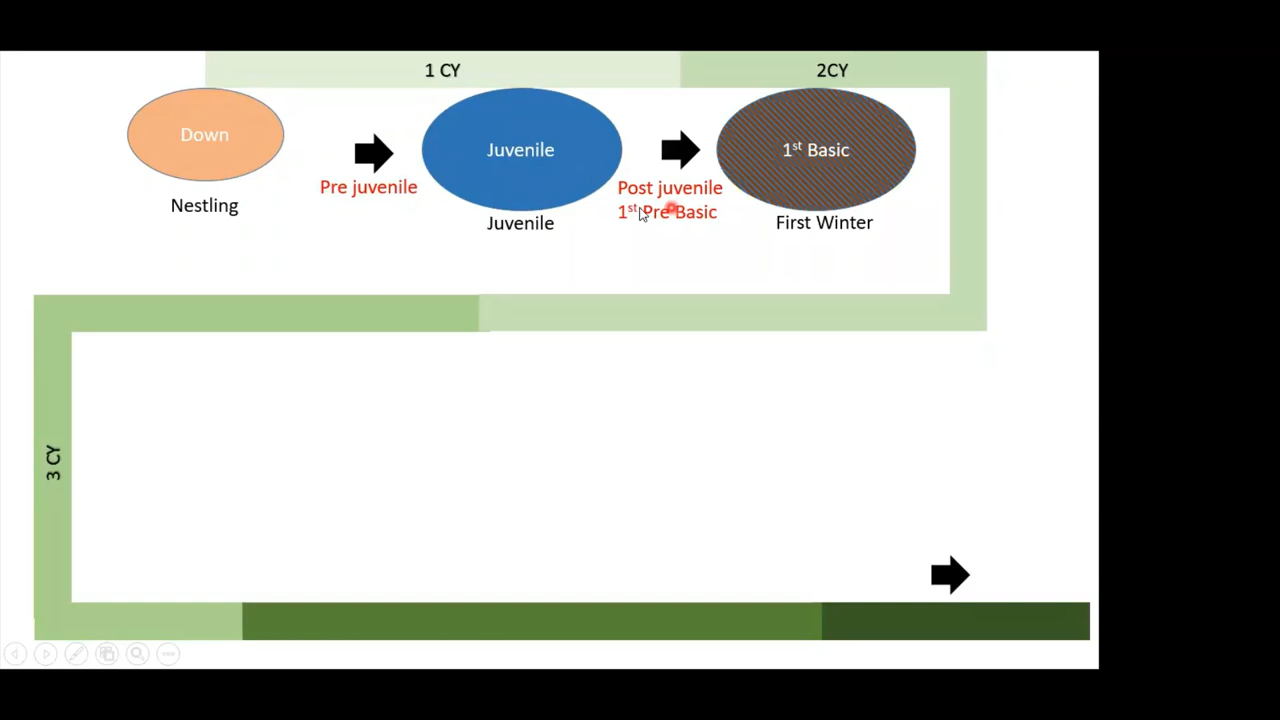 1 CY
2CY
Down
Juvenile
1st Basic
Pre juvenile
Post juvenile
1st Pre Basic
Nestling
Juvenile
First Winter
3 CY